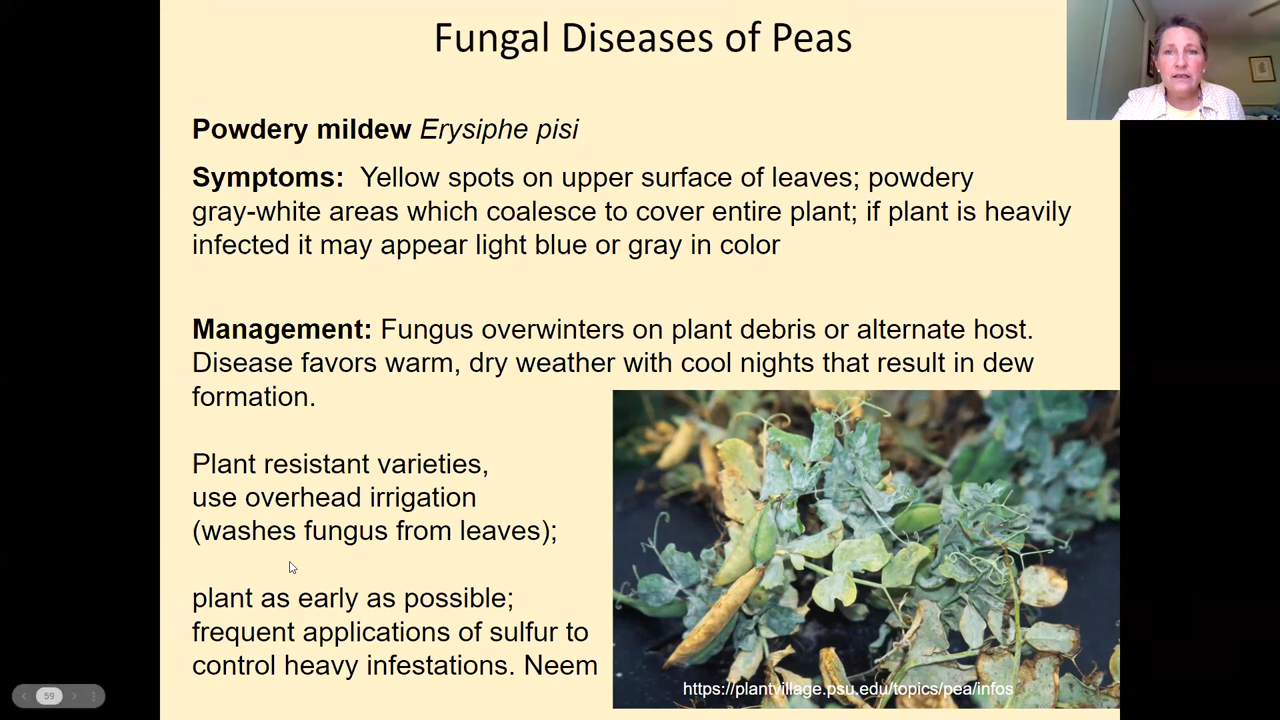 Fungal Diseases of Peas
Powdery mildew Erysiphe pisi
Symptoms: Yellow spots on upper surface of leaves; powdery
gray-white areas which coalesce to cover entire plant; if plant is heavily
infected it may appear light blue or gray in color
Management: Fungus overwinters on plant debris or alternate host.
Disease favors warm, dry weather with cool nights that result in dew
formation.
Plant resistant varieties,
use overhead irrigation
(washes fungus from leaves);
plant as early as possible;
frequent applications of sulfur to
control heavy infestations. Neem
https://plantvillage.psu.edu/topics/pea/infos
59